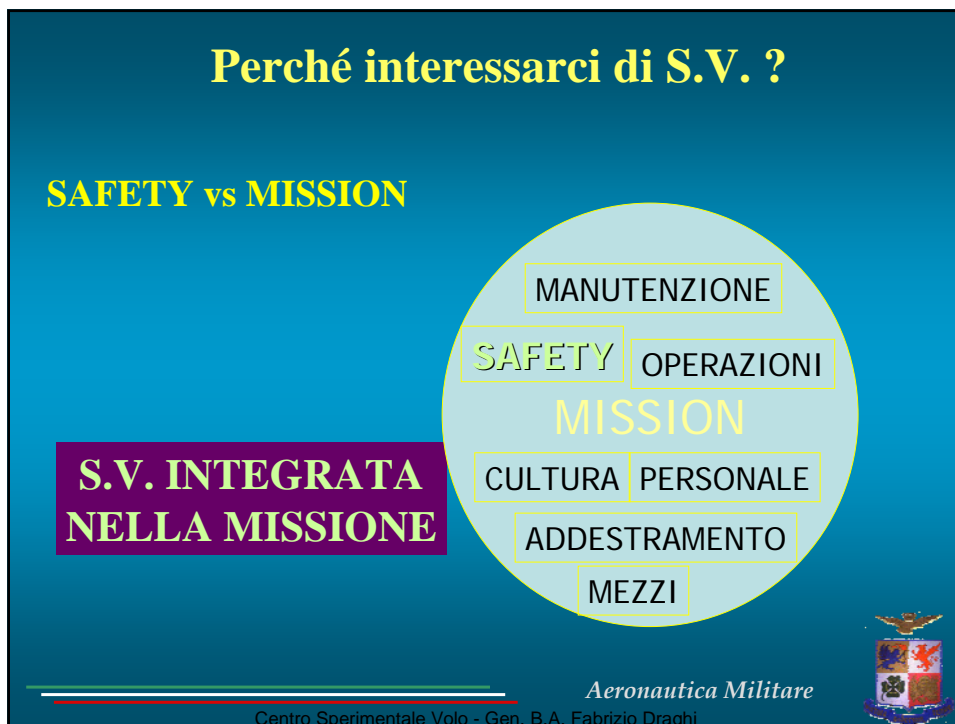 Perché interessarci di S.V. ?
SAFETY vs MISSION
MANUTENZIONE
SAFETY
OPERAZIONI
MISSION
S.V. INTEGRATA
NELLA MISSIONE
CULTURA
PERSONALE
ADDESTRAMENTO
MEZZI
Aeronautica Militare
Centro Sperimentale Volo - Gen. B.A. Fabrizio Draghi